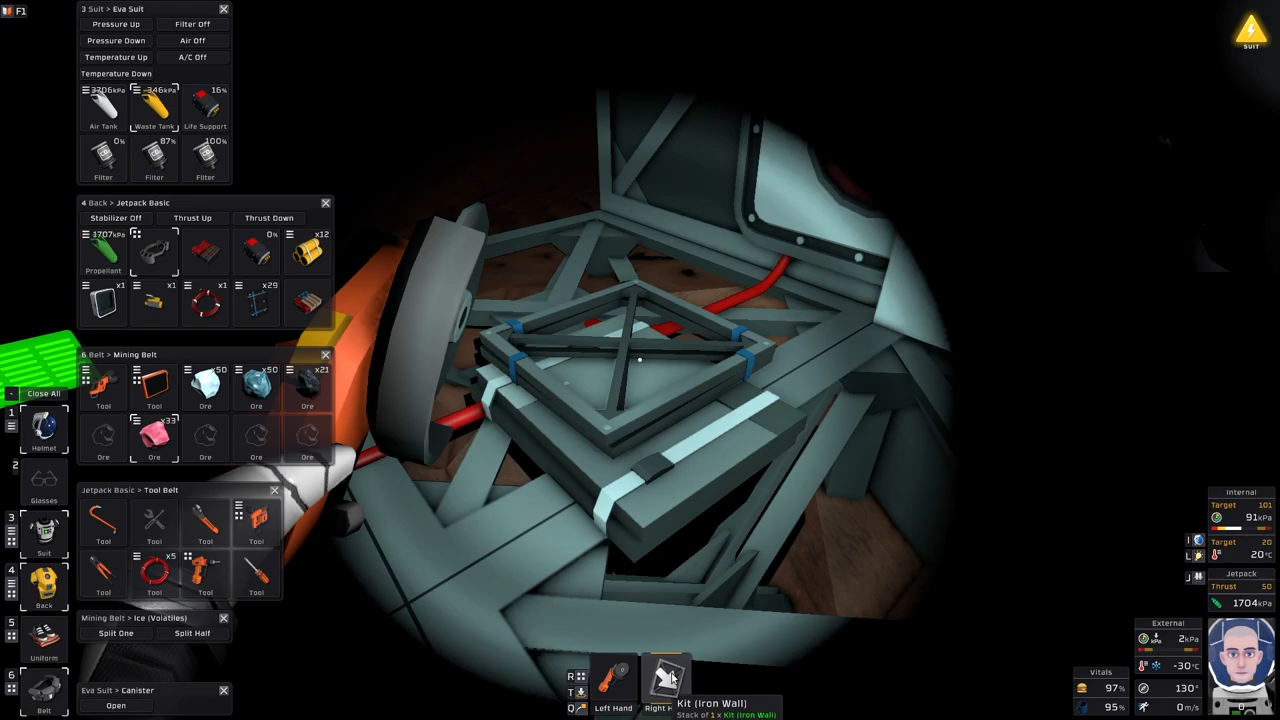 F1
3 Suit > Eva Suit
Pressure Up
Filter Off
Pressure Down
Air Off
Temperature Up
A/C Off
Temperature Down
3706kPa
346kPa
16%
Air Tank
Waste Tank
Life Support
0%
87%
100%
Filter
Filter
Filter
4 Back > Jetpack Basic
Stabilizer Off
Thrust Up
Thrust Down
1707kPa
0%
x12
Propellant
x1
x1
x1
x29
6 Belt > Mining Belt
x50
x50
x21
Tool
Tool
Ore
Ore
Ore
x33
Ore
Ore
Ore
Ore
Ore
Close All
1
Helmet
2
Glasses
3
Suit
4
Back
5
Uniform
6
Belt
Jetpack Basic > Tool Belt
Tool
Tool
Tool
Tool
x5
Tool
Tool
Tool
Tool
Mining Belt > Ice (Volatiles)
Split One
Split Half
Eva Suit > Canister
Open
R
T
Q
Left Hand
Right H
Kit (Iron Wall)
Stack of 1 x Kit (Iron Wall)
SUIT
Internal
Target 101
91kPa
Target 20
20°C
I
L
J
Jetpack
Thrust 50
1704kPa
External
kPa
2kPa
-30°C
130°
0m/s
Vitals
97%
95%
0